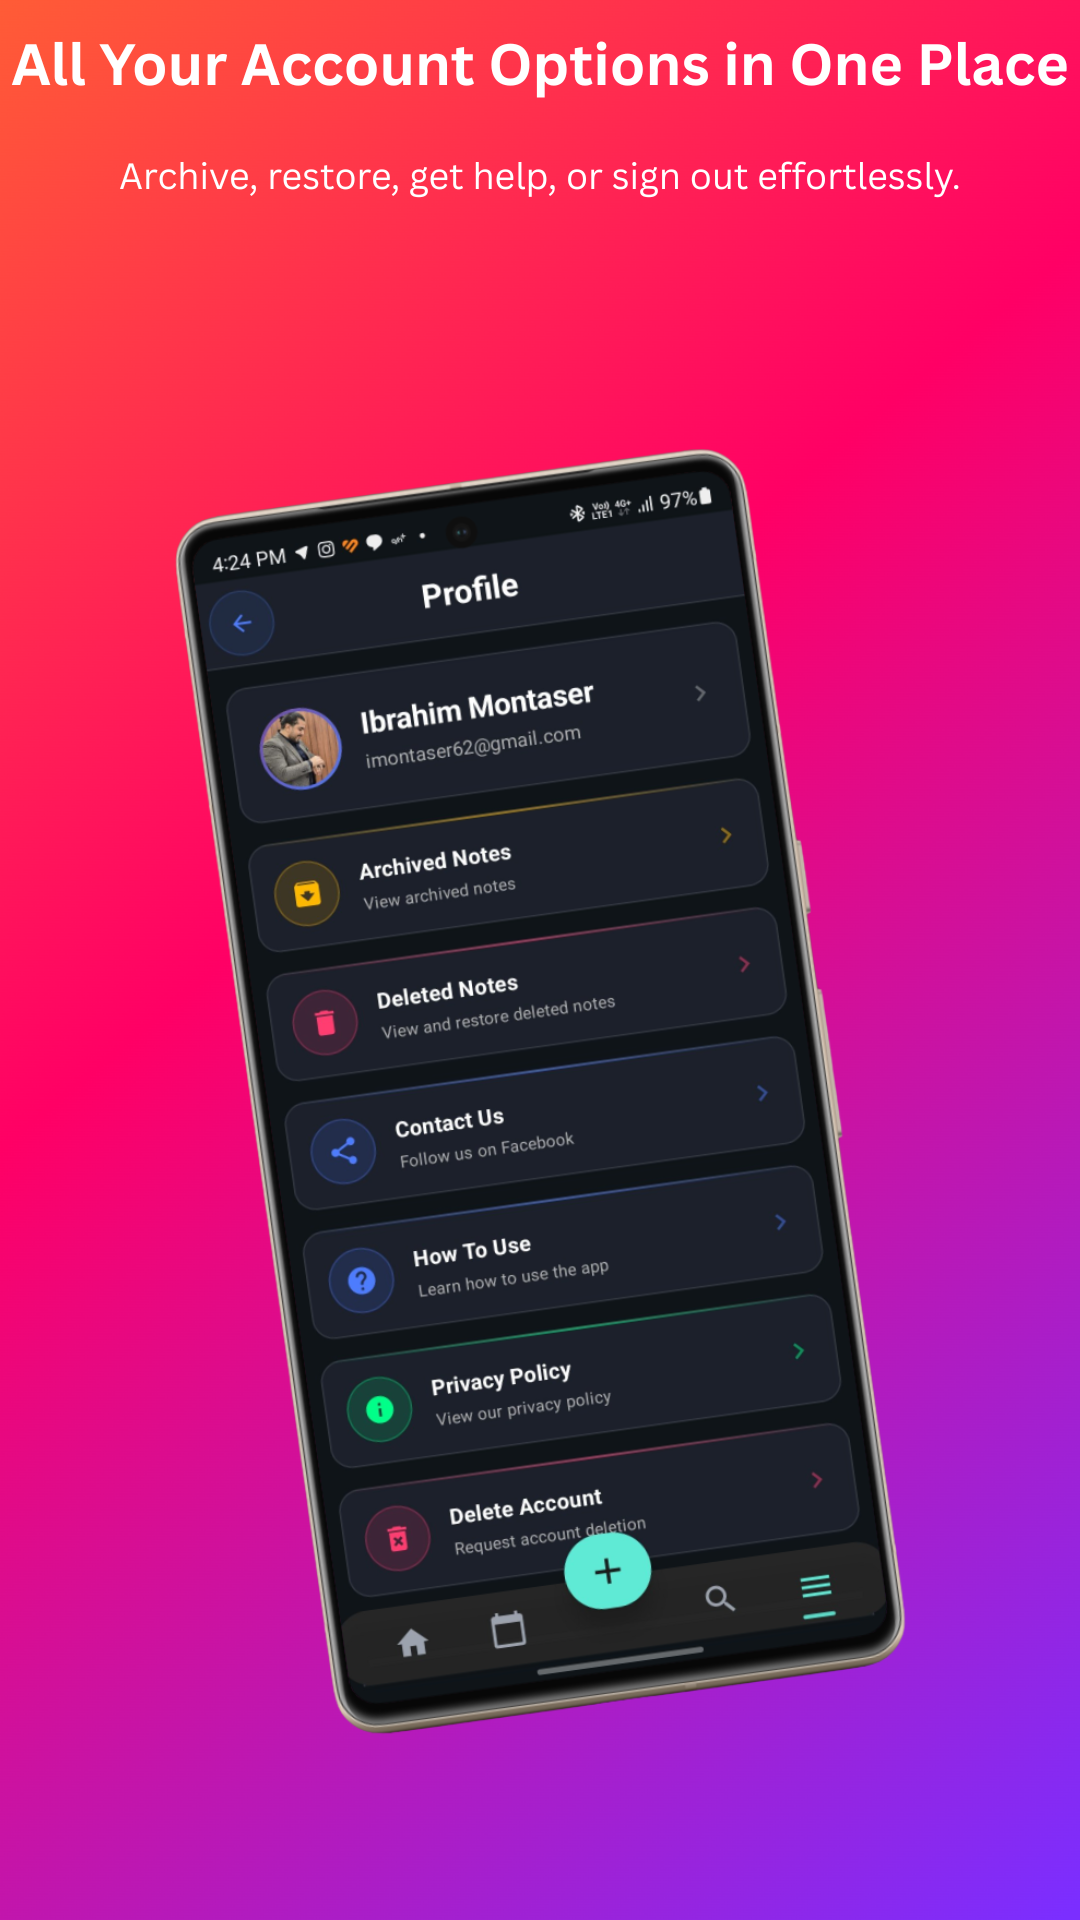 All Your Account Options in One Place
Archive, restore, get help, or sign out effortlessly.
4:24 PM
Vo)) 4G+
LTE1
97%
Profile
Ibrahim Montaser
imontaser62@gmail.com
Archived Notes
View archived notes
Deleted Notes
View and restore deleted notes
Contact Us
Follow us on Facebook
How To Use
Learn how to use the app
Privacy Policy
View our privacy policy
Delete Account
Request account deletion